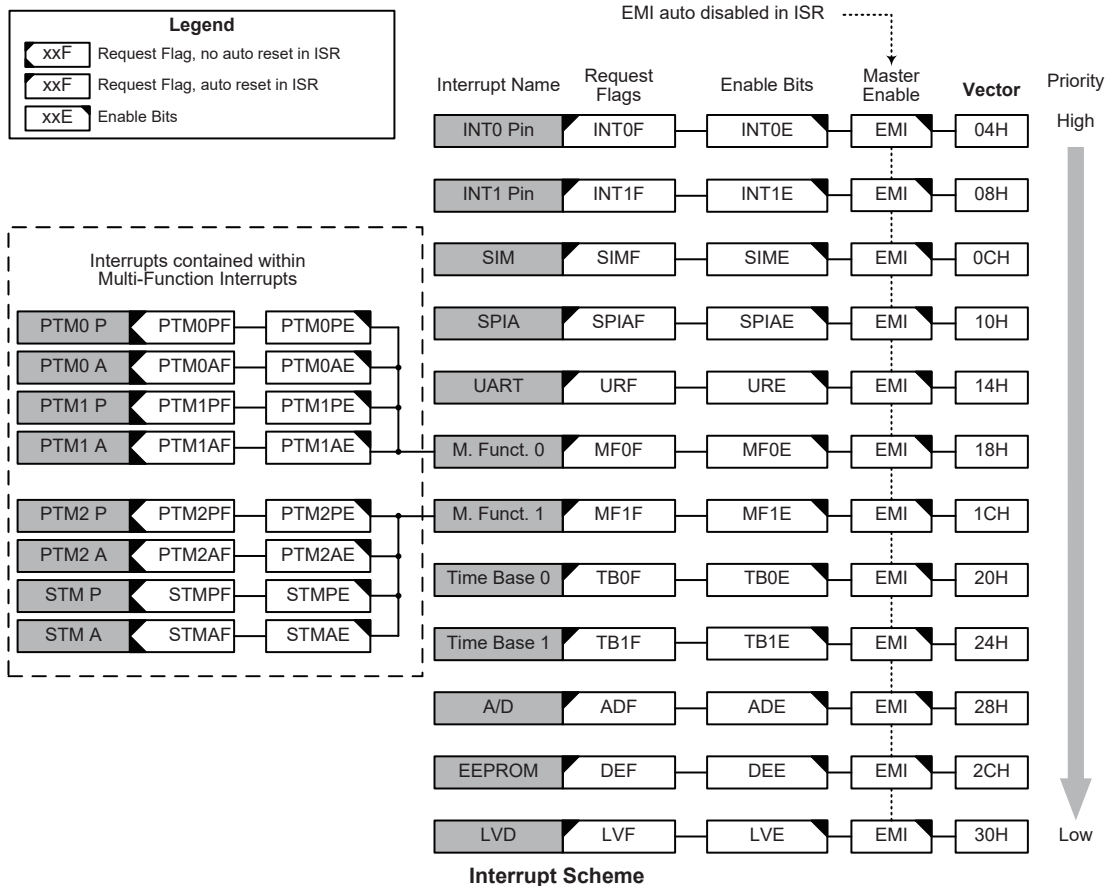 Legend
xxF Request Flag, no auto reset in ISR
xxF Request Flag, auto reset in ISR
xxE Enable Bits
EMI auto disabled in ISR
Interrupt Name Request Flags Enable Bits Master Enable Vector Priority
INT0 Pin INT0F INT0E EMI 04H High
INT1 Pin INT1F INT1E EMI 08H
SIM SIMF SIME EMI 0CH
SPIA SPIAF SPIAE EMI 10H
UART URF URE EMI 14H
M. Funct. 0 MF0F MF0E EMI 18H
M. Funct. 1 MF1F MF1E EMI 1CH
Time Base 0 TB0F TB0E EMI 20H
Time Base 1 TB1F TB1E EMI 24H
A/D ADF ADE EMI 28H
EEPROM DEF DEE EMI 2CH
LVD LVF LVE EMI 30H Low
Interrupts contained within
Multi-Function Interrupts
PTM0 P PTM0PF PTM0PE
PTM0 A PTM0AF PTM0AE
PTM1 P PTM1PF PTM1PE
PTM1 A PTM1AF PTM1AE
PTM2 P PTM2PF PTM2PE
PTM2 A PTM2AF PTM2AE
STM P STMPF STMPE
STM A STMAF STMAE
Interrupt Scheme